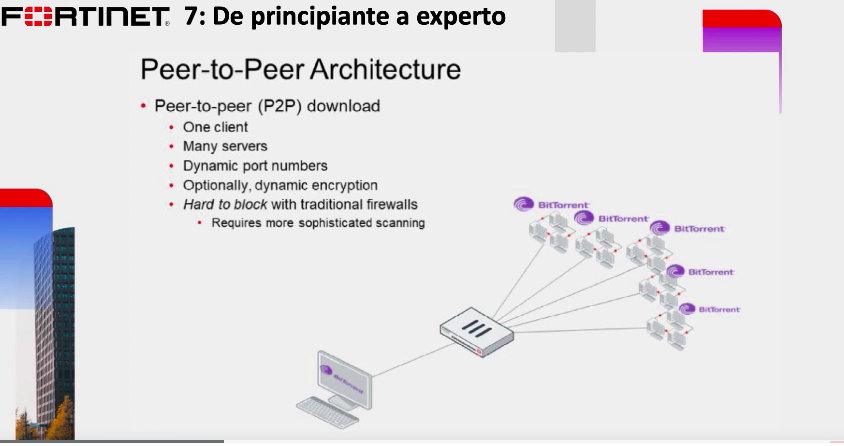 FORTINET 7: De principiante a experto
Peer-to-Peer Architecture
• Peer-to-peer (P2P) download
• One client
• Many servers
• Dynamic port numbers
• Optionally, dynamic encryption
• Hard to block with traditional firewalls
• Requires more sophisticated scanning
BitTorrent
BitTorrent
BitTorrent
BitTorrent
BitTorrent
BitTorrent